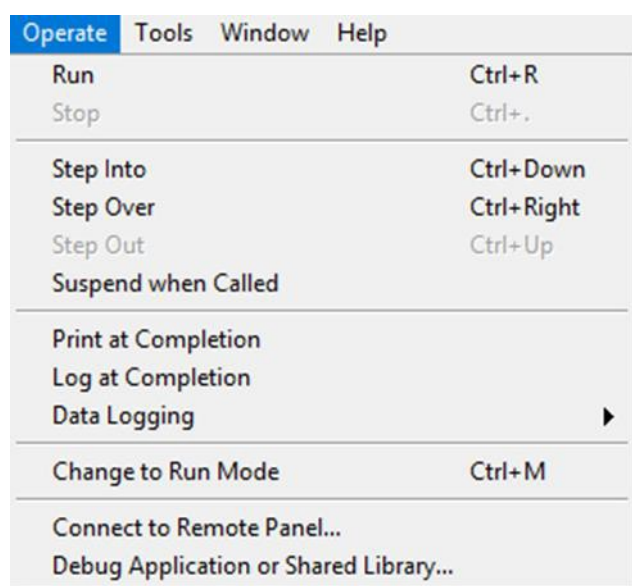 Operate Tools Window Help
Run Ctrl+R
Stop Ctrl+.
Step Into Ctrl+Down
Step Over Ctrl+Right
Step Out Ctrl+Up
Suspend when Called
Print at Completion
Log at Completion
Data Logging
Change to Run Mode Ctrl+M
Connect to Remote Panel...
Debug Application or Shared Library...